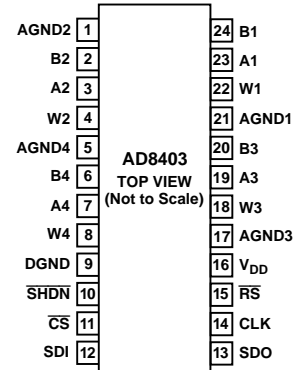 AGND2 1 24 B1
B2 2 23 A1
A2 3 22 W1
W2 4 21 AGND1
AGND4 5 20 B3
B4 6 19 A3
A4 7 18 W3
W4 8 17 AGND3
DGND 9 16 VDD
SHDN 10 15 RS
CS 11 14 CLK
SDI 12 13 SDO
AD8403
TOP VIEW
(Not to Scale)